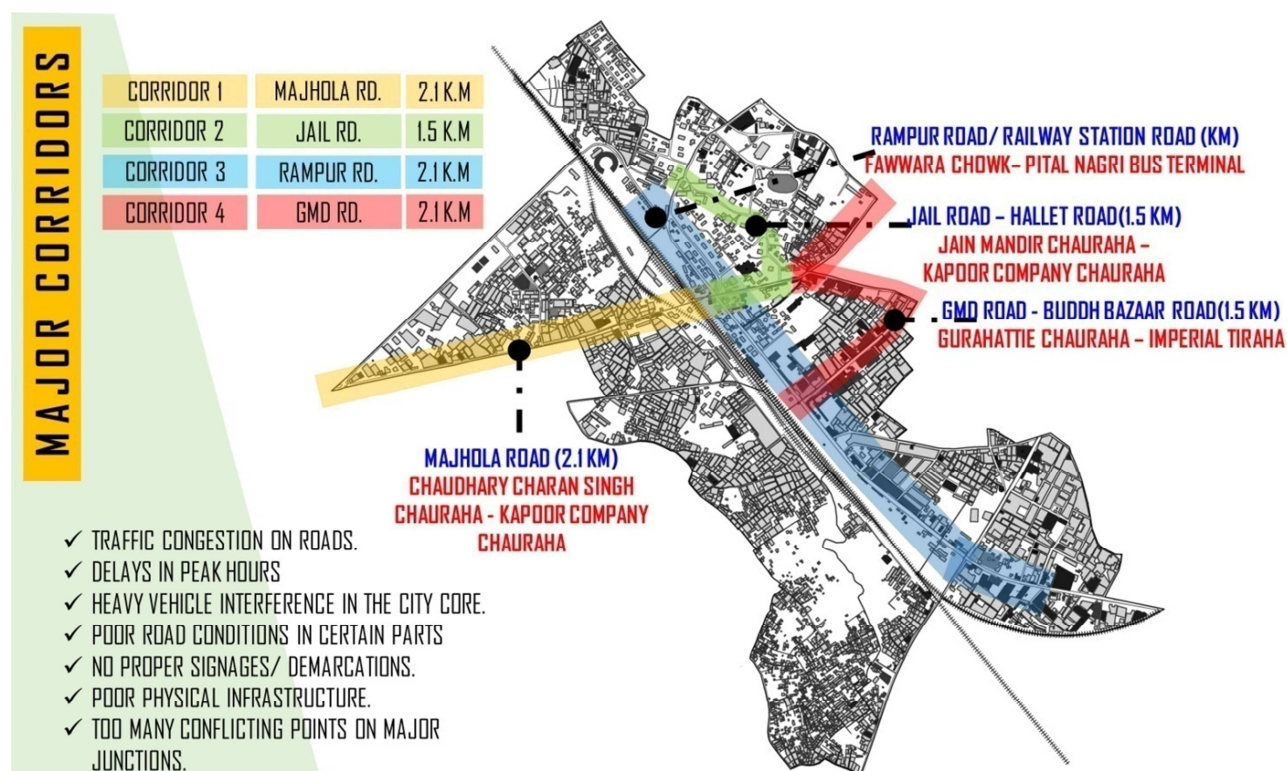 MAJOR CORRIDORS
CORRIDOR 1 MAJHOLA RD. 2.1 K.M
CORRIDOR 2 JAIL RD. 1.5 K.M
CORRIDOR 3 RAMPUR RD. 2.1 K.M
CORRIDOR 4 GMD RD. 2.1 K.M
RAMPUR ROAD/ RAILWAY STATION ROAD (KM)
FAWWARA CHOWK– PITAL NAGRI BUS TERMINAL
JAIL ROAD – HALLET ROAD(1.5 KM)
JAIN MANDIR CHAURAHA –
KAPOOR COMPANY CHAURAHA
GMD ROAD - BUDDH BAZAAR ROAD(1.5 KM)
GURAHATTIE CHAURAHA – IMPERIAL TIRAHA
MAJHOLA ROAD (2.1 KM)
CHAUDHARY CHARAN SINGH
CHAURAHA - KAPOOR COMPANY
CHAURAHA
✓ TRAFFIC CONGESTION ON ROADS.
✓ DELAYS IN PEAK HOURS
✓ HEAVY VEHICLE INTERFERENCE IN THE CITY CORE.
✓ POOR ROAD CONDITIONS IN CERTAIN PARTS
✓ NO PROPER SIGNAGES/ DEMARCATIONS.
✓ POOR PHYSICAL INFRASTRUCTURE.
✓ TOO MANY CONFLICTING POINTS ON MAJOR
JUNCTIONS.